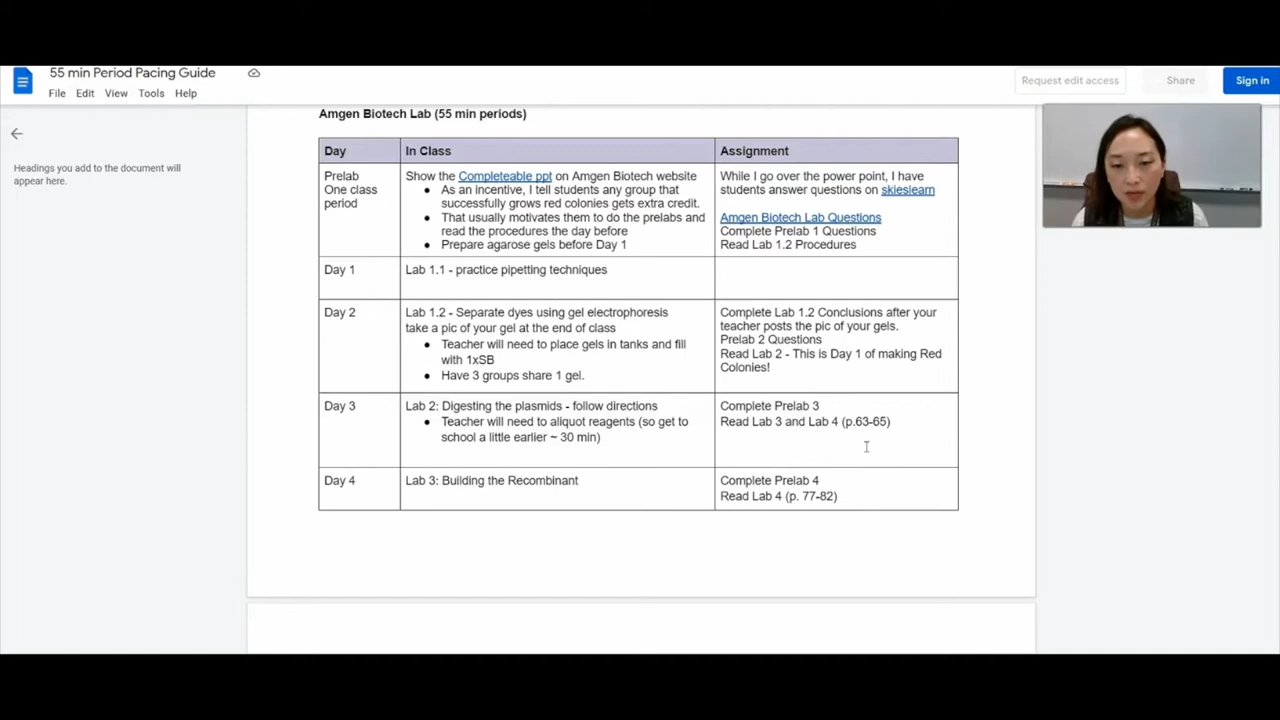 55 min Period Pacing Guide
File Edit View Tools Help
Request edit access
Share
Sign in
Headings you add to the document will
appear here.
Amgen Biotech Lab (55 min periods)
Day
In Class
Assignment
Prelab
One class
period
Show the Completeable ppt on Amgen Biotech website
● As an incentive, I tell students any group that
successfully grows red colonies gets extra credit.
● That usually motivates them to do the prelabs and
read the procedures the day before
● Prepare agarose gels before Day 1
While I go over the power point, I have
students answer questions on skieslearn
Amgen Biotech Lab Questions
Complete Prelab 1 Questions
Read Lab 1.2 Procedures
Day 1
Lab 1.1 - practice pipetting techniques
Day 2
Lab 1.2 - Separate dyes using gel electrophoresis
take a pic of your gel at the end of class
● Teacher will need to place gels in tanks and fill
with 1xSB
● Have 3 groups share 1 gel.
Complete Lab 1.2 Conclusions after your
teacher posts the pic of your gels.
Prelab 2 Questions
Read Lab 2 - This is Day 1 of making Red
Colonies!
Day 3
Lab 2: Digesting the plasmids - follow directions
● Teacher will need to aliquot reagents (so get to
school a little earlier ~ 30 min)
Complete Prelab 3
Read Lab 3 and Lab 4 (p.63-65)
Day 4
Lab 3: Building the Recombinant
Complete Prelab 4
Read Lab 4 (p. 77-82)